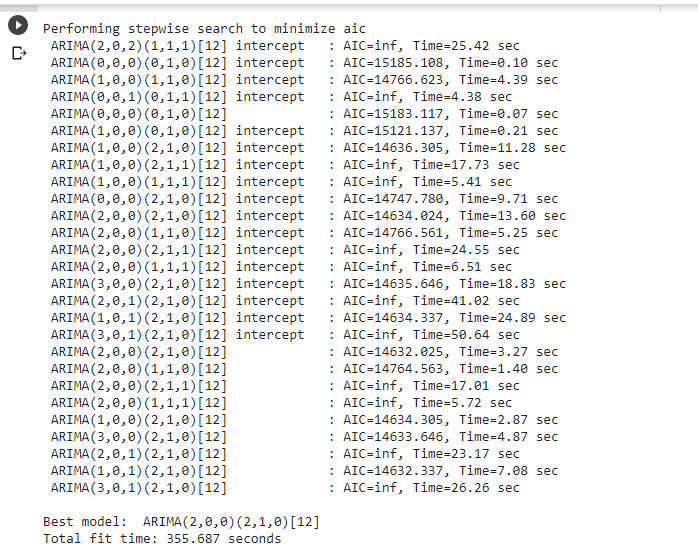 Performing stepwise search to minimize aic
ARIMA(2,0,2)(1,1,1)[12] intercept   : AIC=inf, Time=25.42 sec
ARIMA(0,0,0)(0,1,0)[12] intercept   : AIC=15185.108, Time=0.10 sec
ARIMA(1,0,0)(1,1,0)[12] intercept   : AIC=14766.623, Time=4.39 sec
ARIMA(0,0,1)(0,1,1)[12] intercept   : AIC=inf, Time=4.38 sec
ARIMA(0,0,0)(0,1,0)[12]             : AIC=15183.117, Time=0.07 sec
ARIMA(1,0,0)(0,1,0)[12] intercept   : AIC=15121.137, Time=0.21 sec
ARIMA(1,0,0)(2,1,0)[12] intercept   : AIC=14636.305, Time=11.28 sec
ARIMA(1,0,0)(2,1,1)[12] intercept   : AIC=inf, Time=17.73 sec
ARIMA(1,0,0)(1,1,1)[12] intercept   : AIC=inf, Time=5.41 sec
ARIMA(0,0,0)(2,1,0)[12] intercept   : AIC=14747.780, Time=9.71 sec
ARIMA(2,0,0)(2,1,0)[12] intercept   : AIC=14634.024, Time=13.60 sec
ARIMA(2,0,0)(1,1,0)[12] intercept   : AIC=14766.561, Time=5.25 sec
ARIMA(2,0,0)(2,1,1)[12] intercept   : AIC=inf, Time=24.55 sec
ARIMA(2,0,0)(1,1,1)[12] intercept   : AIC=inf, Time=6.51 sec
ARIMA(3,0,0)(2,1,0)[12] intercept   : AIC=14635.646, Time=18.83 sec
ARIMA(2,0,1)(2,1,0)[12] intercept   : AIC=inf, Time=41.02 sec
ARIMA(1,0,1)(2,1,0)[12] intercept   : AIC=14634.337, Time=24.89 sec
ARIMA(3,0,1)(2,1,0)[12] intercept   : AIC=inf, Time=50.64 sec
ARIMA(2,0,0)(2,1,0)[12]             : AIC=14632.025, Time=3.27 sec
ARIMA(2,0,0)(1,1,0)[12]             : AIC=14764.563, Time=1.40 sec
ARIMA(2,0,0)(2,1,1)[12]             : AIC=inf, Time=17.01 sec
ARIMA(2,0,0)(1,1,1)[12]             : AIC=inf, Time=5.72 sec
ARIMA(1,0,0)(2,1,0)[12]             : AIC=14634.305, Time=2.87 sec
ARIMA(3,0,0)(2,1,0)[12]             : AIC=14633.646, Time=4.87 sec
ARIMA(2,0,1)(2,1,0)[12]             : AIC=inf, Time=23.17 sec
ARIMA(1,0,1)(2,1,0)[12]             : AIC=14632.337, Time=7.08 sec
ARIMA(3,0,1)(2,1,0)[12]             : AIC=inf, Time=26.26 sec
Best model:  ARIMA(2,0,0)(2,1,0)[12]
Total fit time: 355.687 seconds